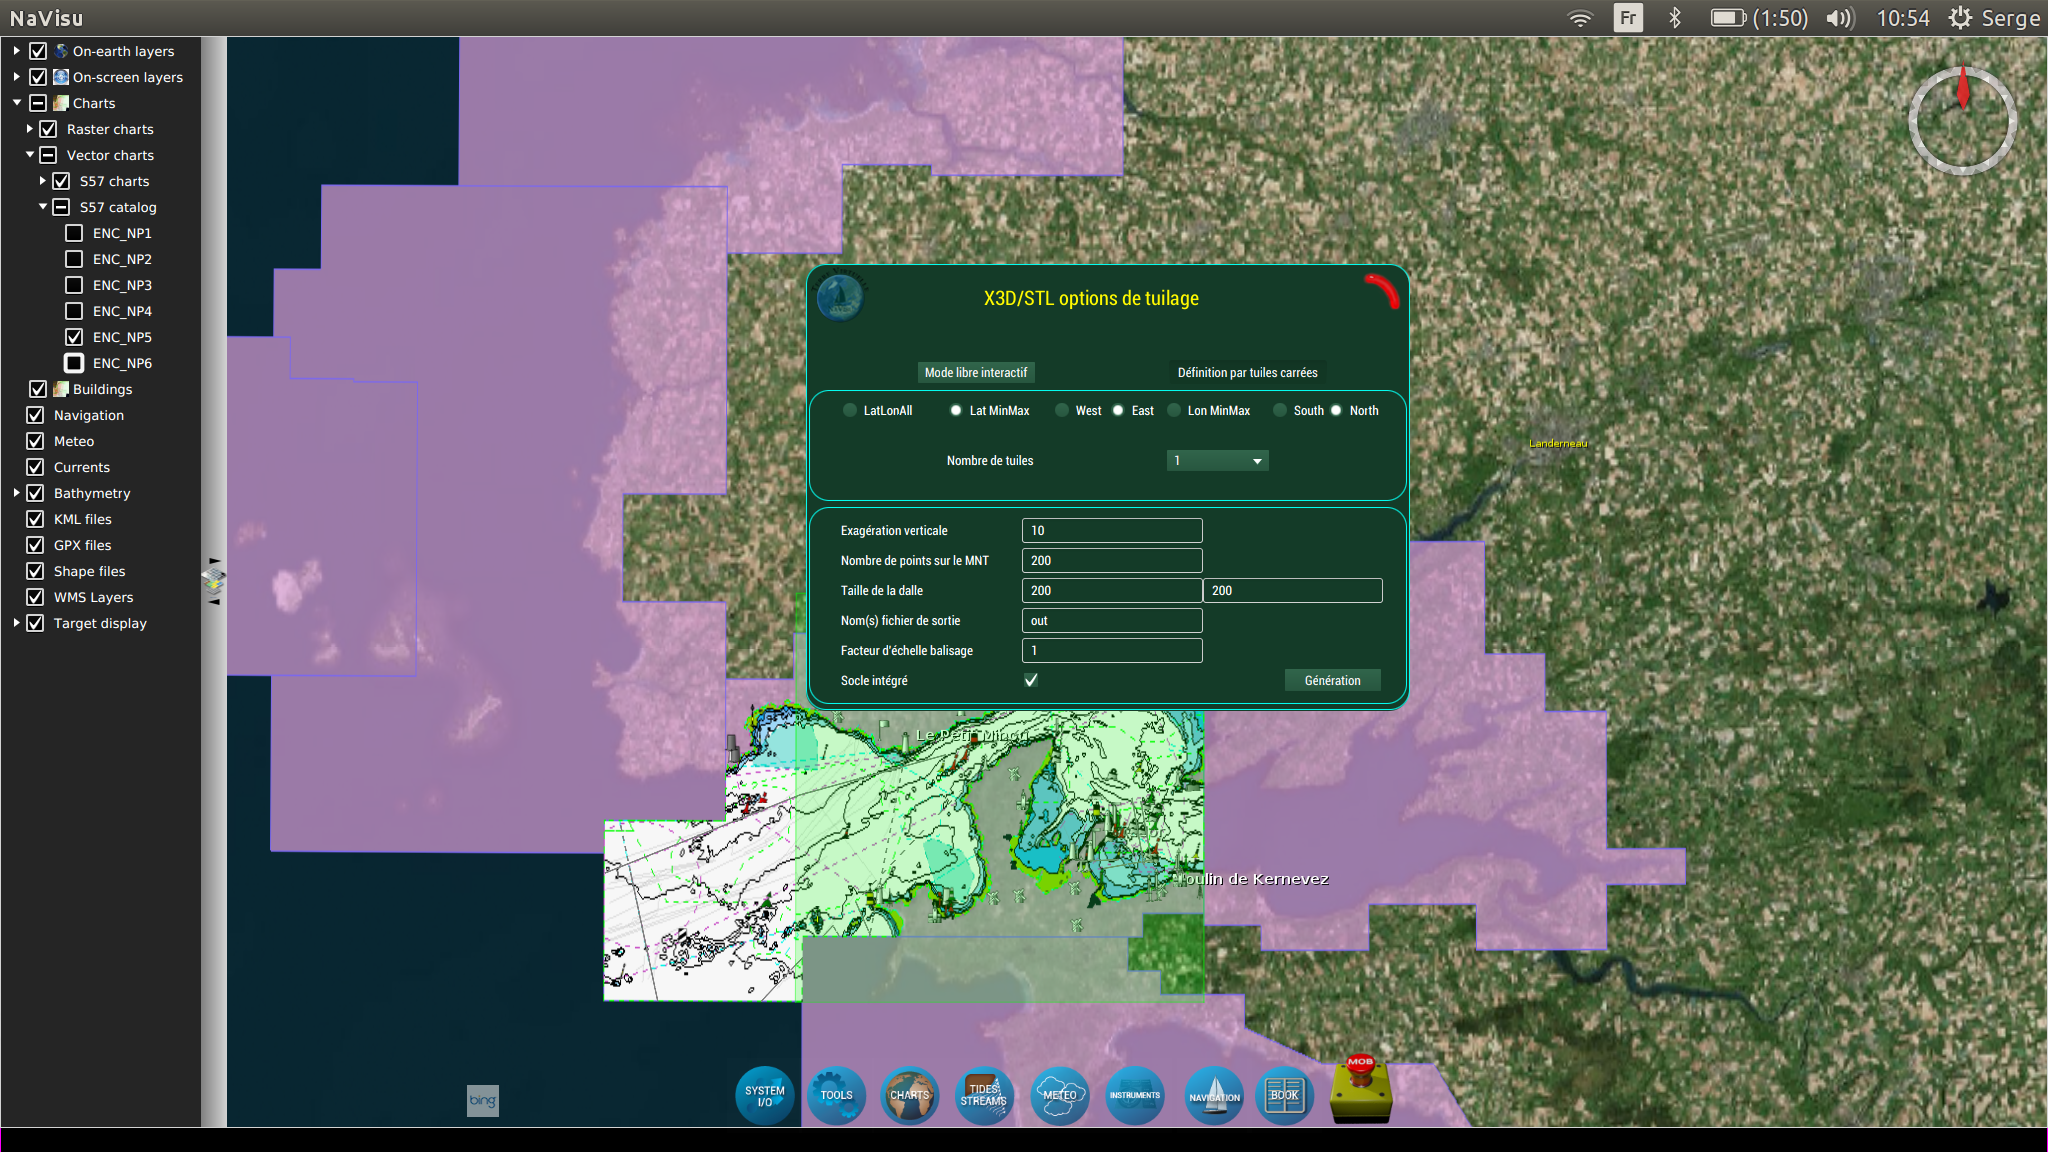 NaVisu
Fr
(1:50)
10:54
Serge
On-earth layers
On-screen layers
Charts
Raster charts
Vector charts
S57 charts
S57 catalog
ENC_NP1
ENC_NP2
ENC_NP3
ENC_NP4
ENC_NP5
ENC_NP6
Buildings
Navigation
Meteo
Currents
Bathymetry
KML files
GPX files
Shape files
WMS Layers
Target display
X3D/STL options de tuilage
Mode libre interactif
Définition par tuiles carrées
LatLonAll
Lat MinMax
West
East
Lon MinMax
South
North
Nombre de tuiles
1
Exagération verticale
10
Nombre de points sur le MNT
200
Taille de la dalle
200
200
Nom(s) fichier de sortie
out
Facteur d'échelle balisage
1
Socle intégré
Génération
Landerneau
Le Petit Minou
oulin de Kernevez
bing
SYSTEM
I/O
TOOLS
CHARTS
TIDES
STREAMS
METEO
INSTRUMENTS
NAVIGATION
BOOK
MOB